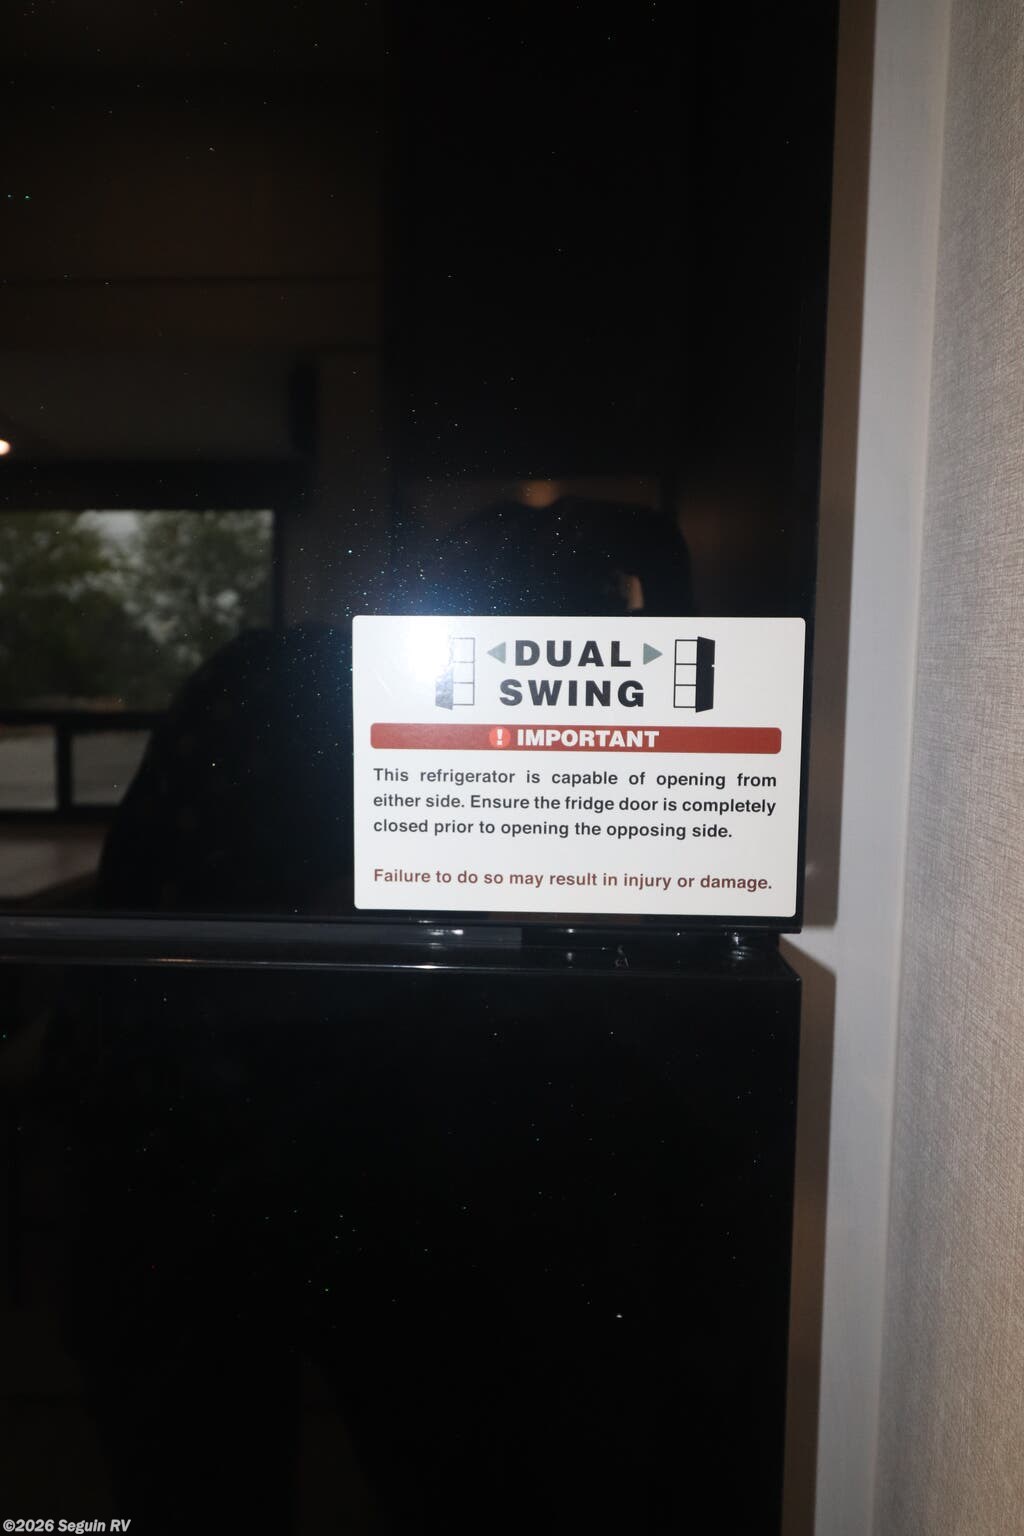 DUAL
SWING
! IMPORTANT
This refrigerator is capable of opening from
either side. Ensure the fridge door is completely
closed prior to opening the opposing side.
Failure to do so may result in injury or damage.
©2026 Seguin RV